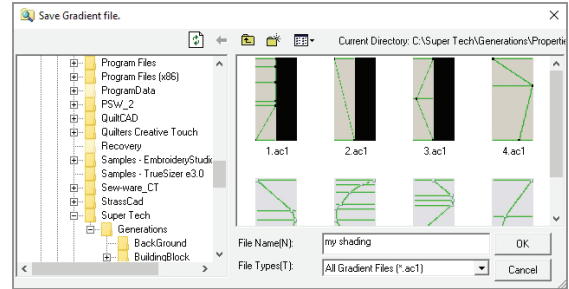 Save Gradient file.
Current Directory: C:\Super Tech\Generations\Propertie
Program Files
Program Files (x86)
ProgramData
PSW_2
QuiltCAD
Quilters Creative Touch
Recovery
Samples - EmbroideryStudio
Samples - TrueSizer e3.0
Sew-ware_CT
StrassCad
Super Tech
Generations
BackGround
BuildingBlock
1.ac1 2.ac1 3.ac1 4.ac1
File Name(N): my shading OK
File Types(T): All Gradient Files (*.ac1) Cancel